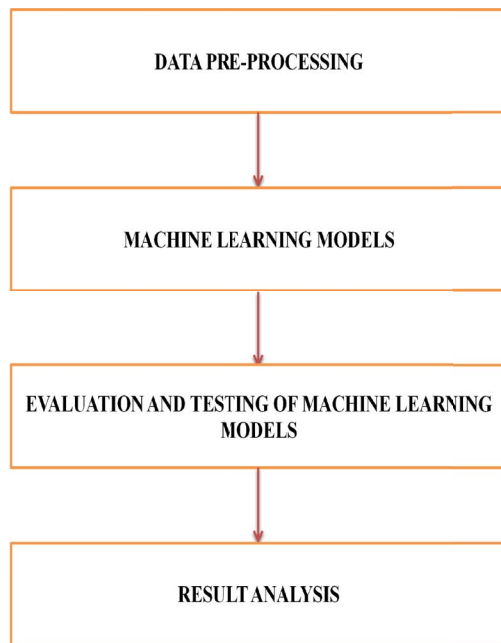 DATA PRE-PROCESSING
MACHINE LEARNING MODELS
EVALUATION AND TESTING OF MACHINE LEARNING
MODELS
RESULT ANALYSIS